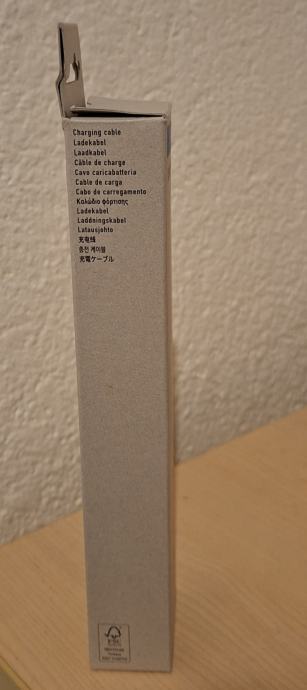 Charging cable
Ladekabel
Laadkabel
Câble de charge
Cavo caricabatteria
Cable de carga
Cabo de carregamento
Καλώδιο φόρτισης
Ladekabel
Laddningskabel
Latausjohto
充电线
충전 케이블
充電ケーブル
FSC